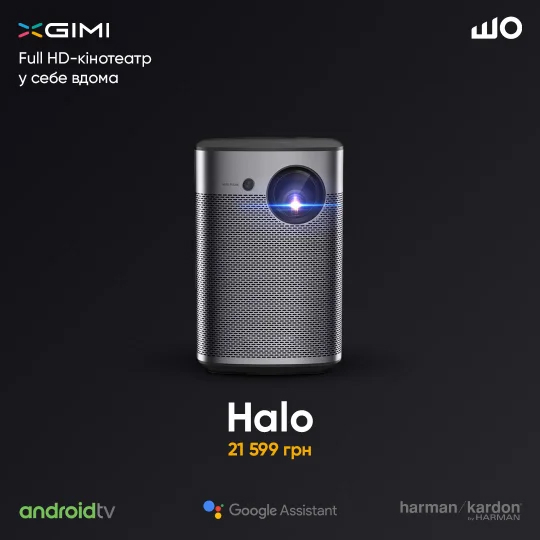 XGIMI
ШО
Full HD-кінотеатр
у себе вдома
Halo
21 599 грн
androidtv
Google Assistant
harman/kardon
by HARMAN